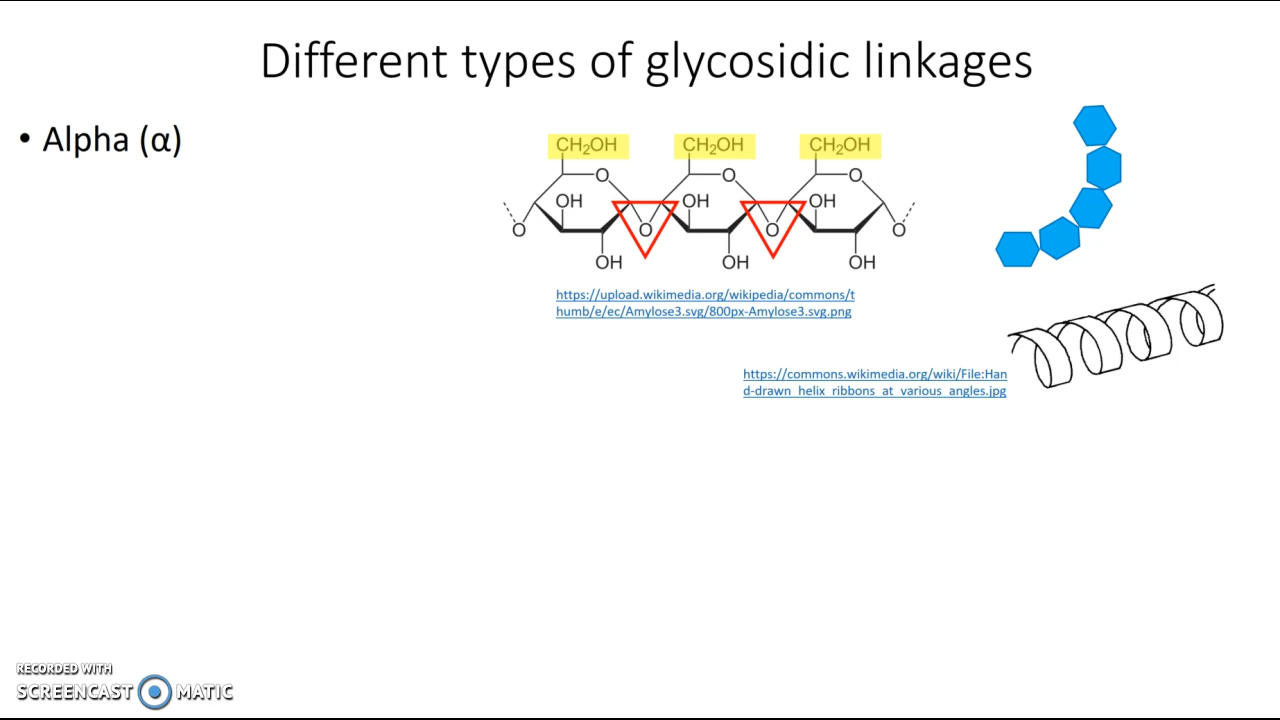 Different types of glycosidic linkages
• Alpha (α)
CH₂OH CH₂OH CH₂OH
O O O
OH OH OH
O O O O
OH OH OH
https://upload.wikimedia.org/wikipedia/commons/t
humb/e/ec/Amylose3.svg/800px-Amylose3.svg.png
https://commons.wikimedia.org/wiki/File:Han
d-drawn_helix_ribbons_at_various_angles.jpg
RECORDED WITH
SCREENCAST MATIC